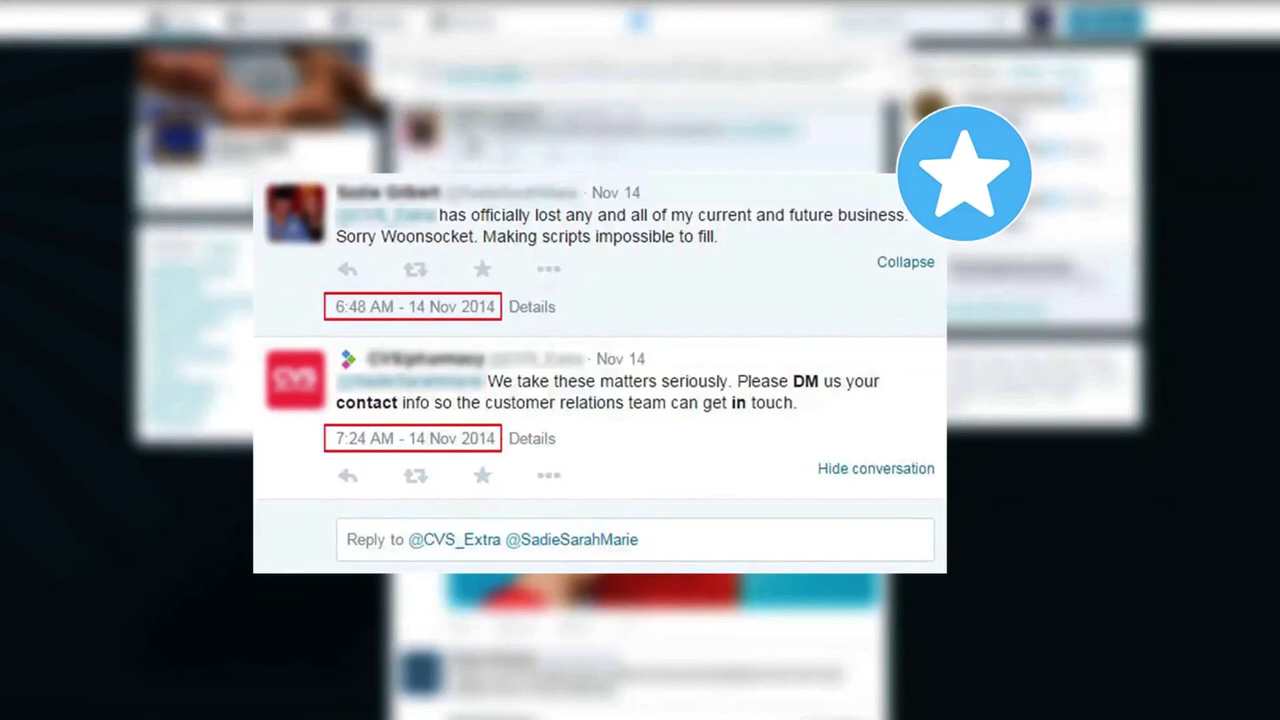 · Nov 14
has officially lost any and all of my current and future business.
Sorry Woonsocket. Making scripts impossible to fill.
Collapse
6:48 AM - 14 Nov 2014 Details
CVS
· Nov 14
We take these matters seriously. Please DM us your
contact info so the customer relations team can get in touch.
7:24 AM - 14 Nov 2014 Details
Hide conversation
Reply to @CVS_Extra @SadieSarahMarie